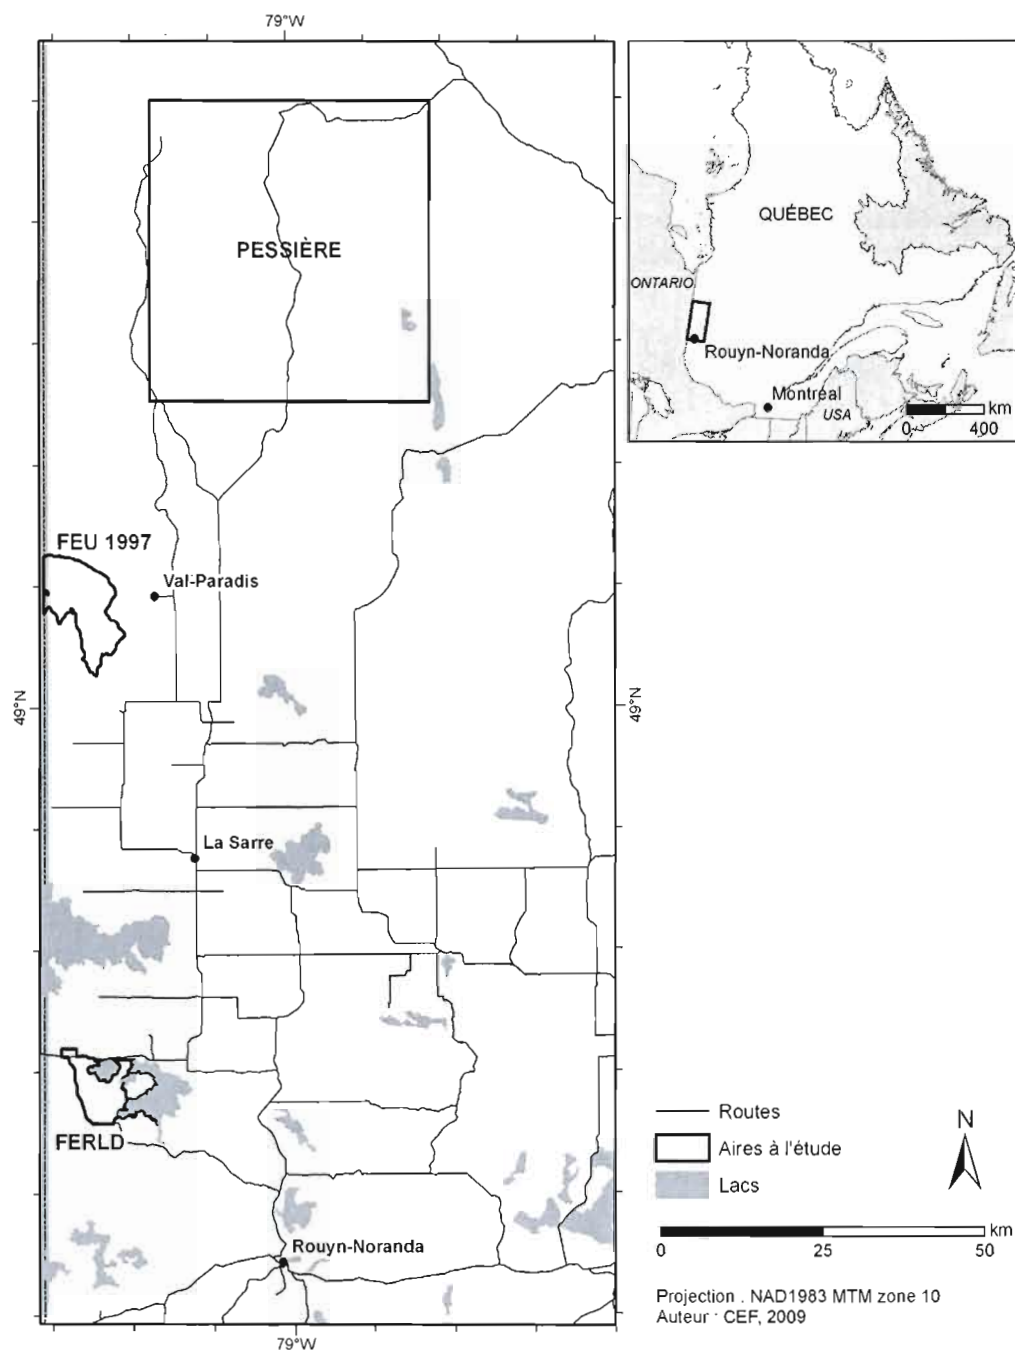 79°W
PESSIÈRE
QUÉBEC
ONTARIO
Rouyn-Noranda
Montréal
USA
km
0 400
FEU 1997
Val-Paradis
49°N
49°N
La Sarre
FERLD
Rouyn-Noranda
79°W
Routes
Aires à l'étude
Lacs
N
km
0 25 50
Projection . NAD1983 MTM zone 10
Auteur : CEF, 2009